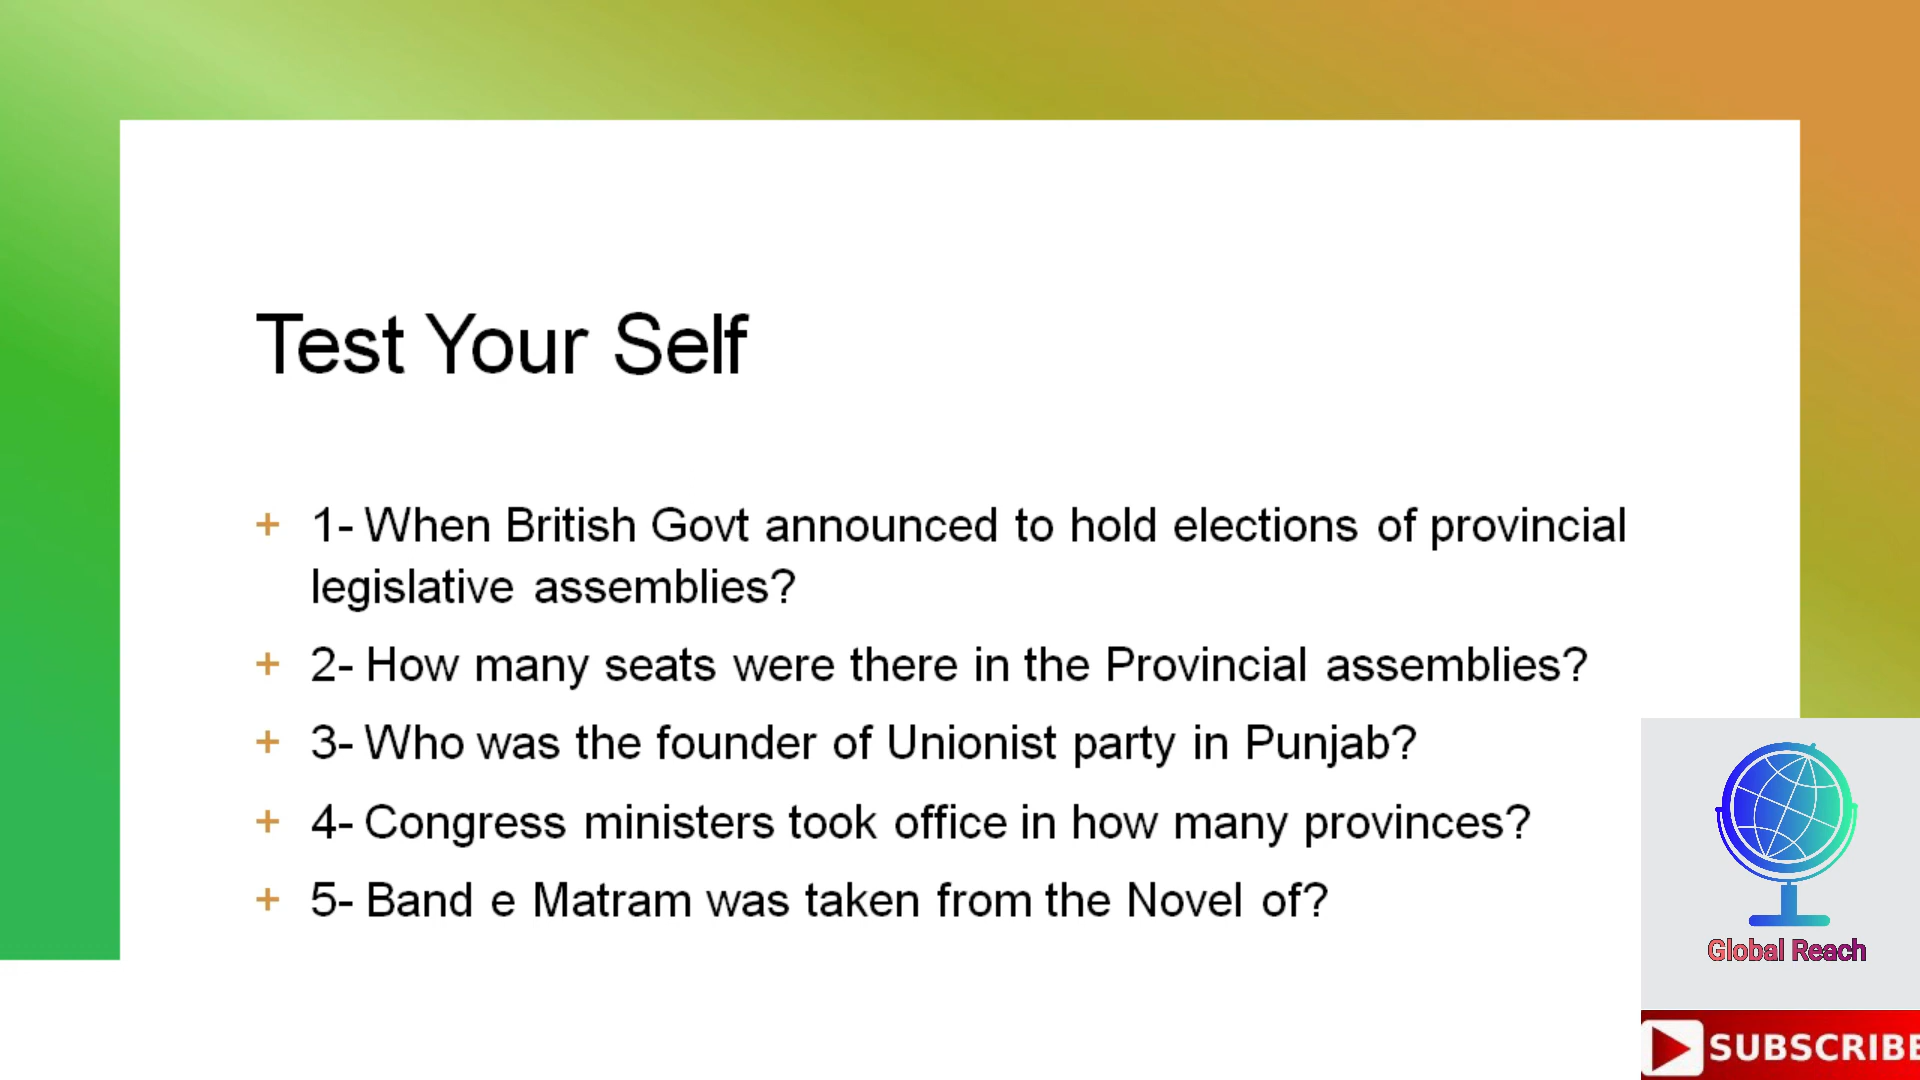 Test Your Self
+ 1- When British Govt announced to hold elections of provincial
legislative assemblies?
+ 2- How many seats were there in the Provincial assemblies?
+ 3- Who was the founder of Unionist party in Punjab?
+ 4- Congress ministers took office in how many provinces?
+ 5- Band e Matram was taken from the Novel of?
Global Reach
SUBSCRIBE